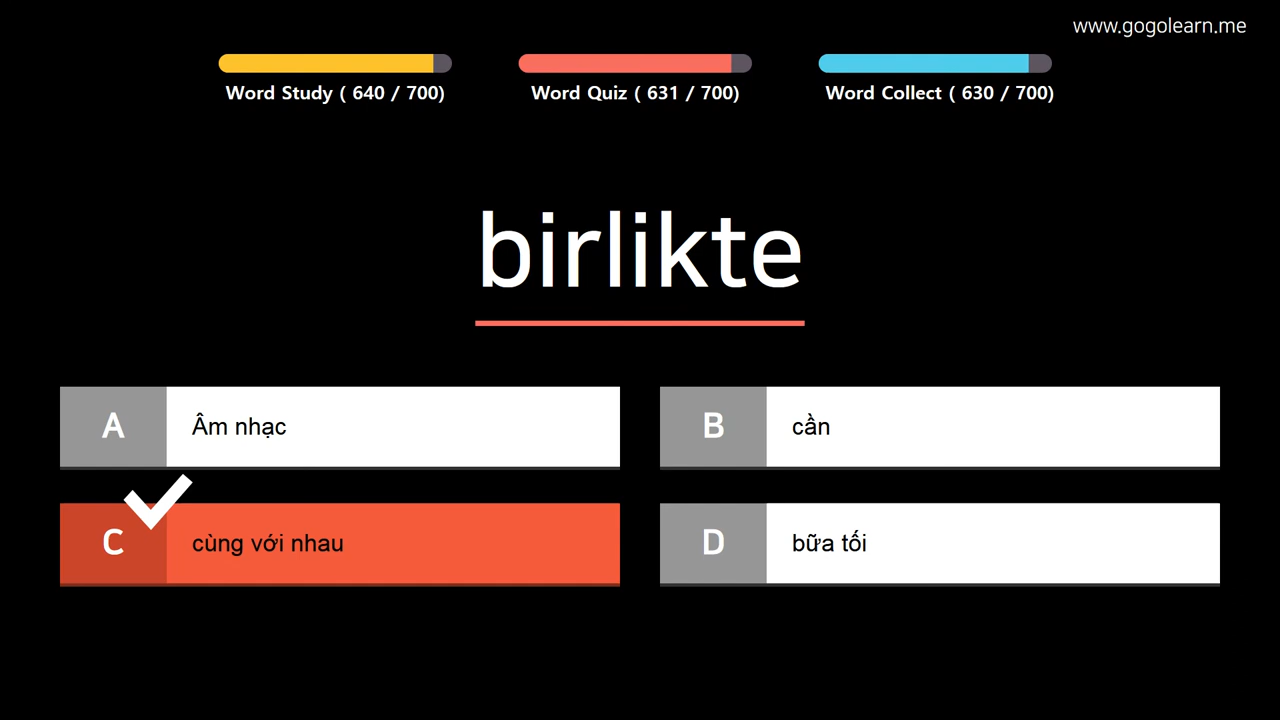 www.gogolearn.me
Word Study ( 640 / 700)
Word Quiz ( 631 / 700)
Word Collect ( 630 / 700)
birlikte
A
Âm nhạc
B
cần
C
cùng với nhau
D
bữa tối